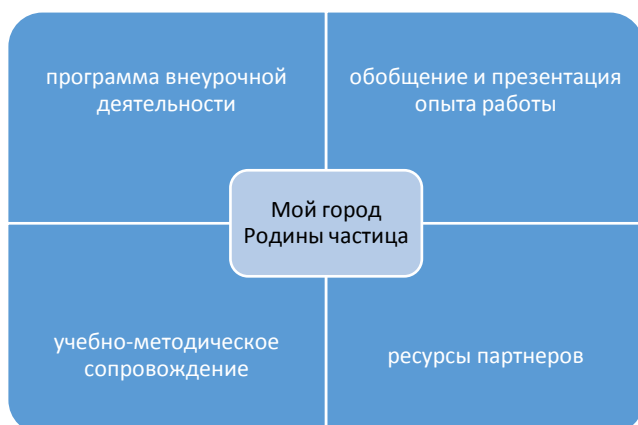 программа внеурочной
деятельности
обобщение и презентация
опыта работы
Мой город
Родины частица
учебно-методическое
сопровождение
ресурсы партнеров